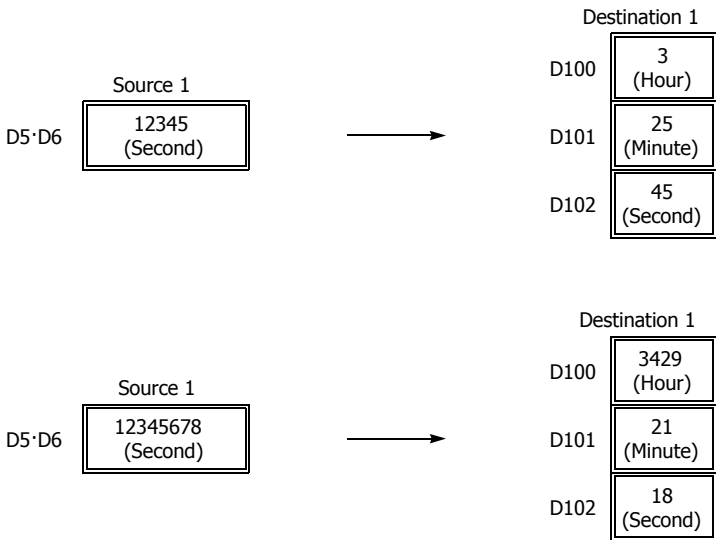 Destination 1
Source 1
D5·D6
12345
(Second)
D100
3
(Hour)
D101
25
(Minute)
D102
45
(Second)
Destination 1
Source 1
D5·D6
12345678
(Second)
D100
3429
(Hour)
D101
21
(Minute)
D102
18
(Second)